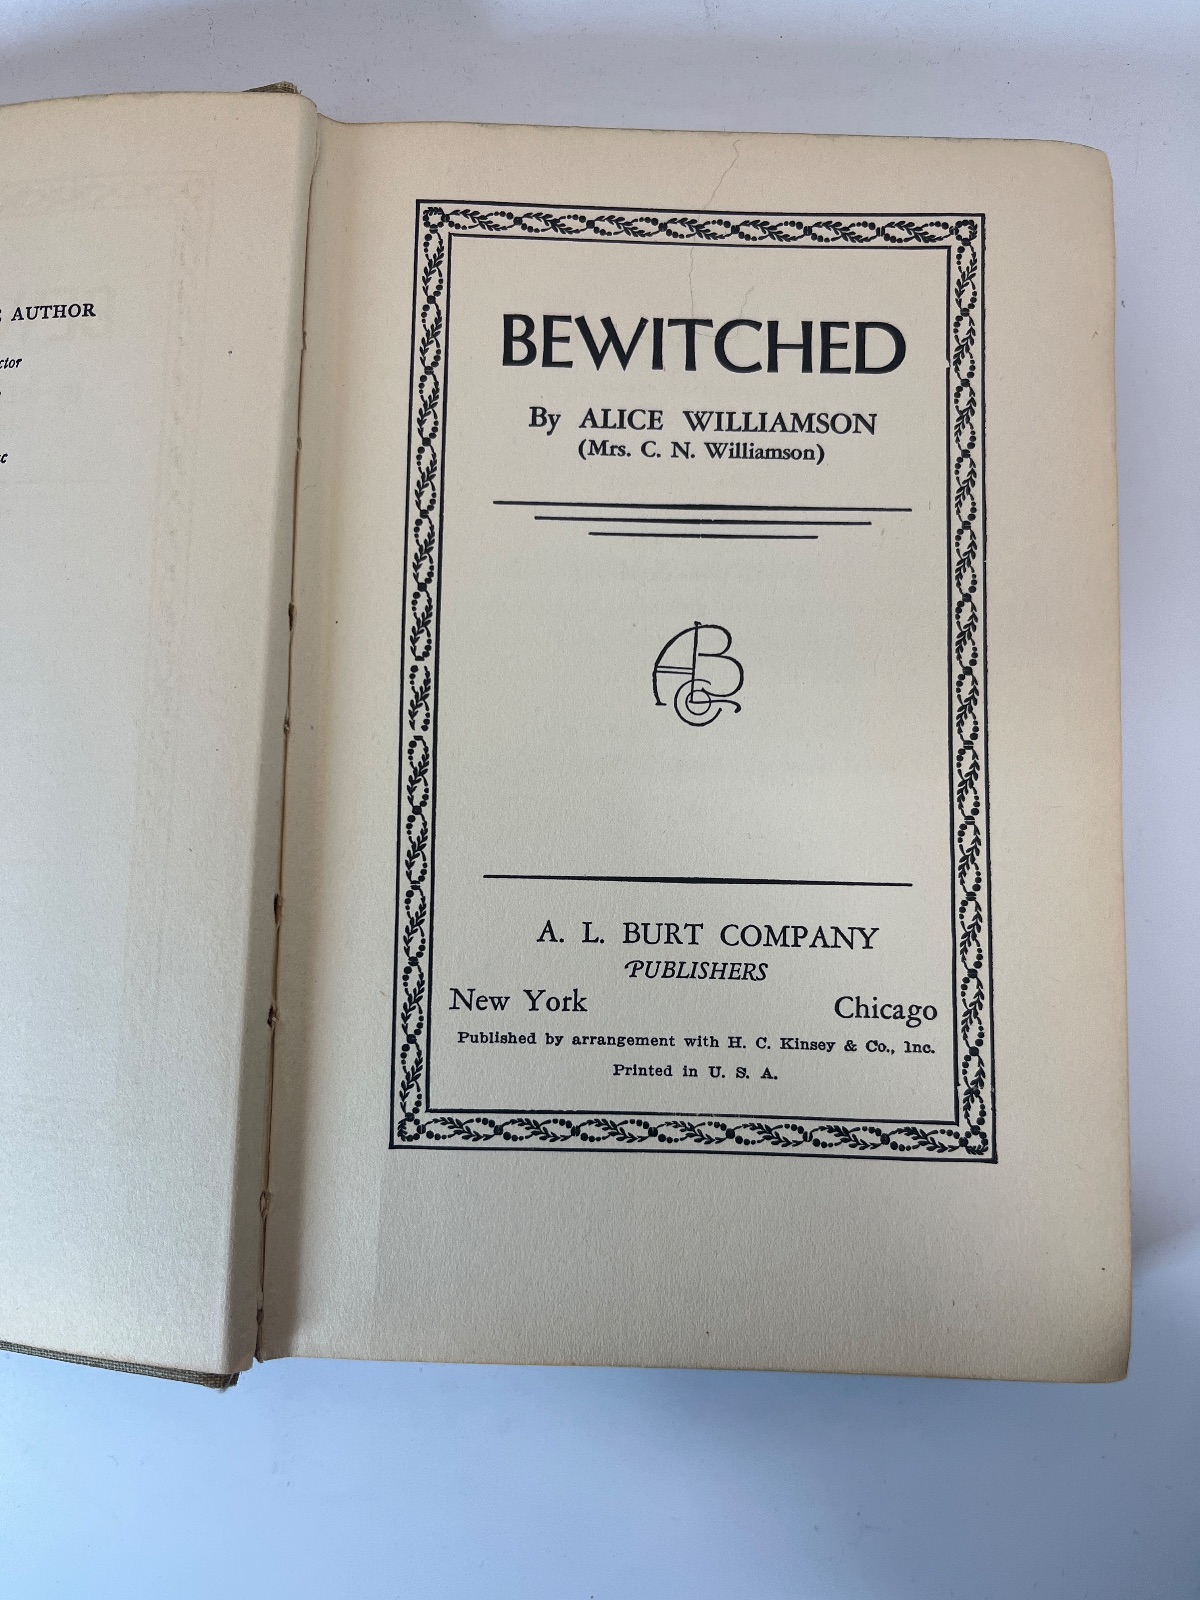 AUTHOR
BEWITCHED
By ALICE WILLIAMSON
(Mrs. C. N. Williamson)
ABCo
A. L. BURT COMPANY
PUBLISHERS
New York Chicago
Published by arrangement with H. C. Kinsey & Co., Inc.
Printed in U. S. A.